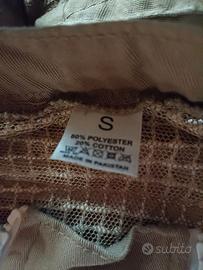 S
80% POLYESTER
20% COTTON
MADE IN PAKISTAN
subito